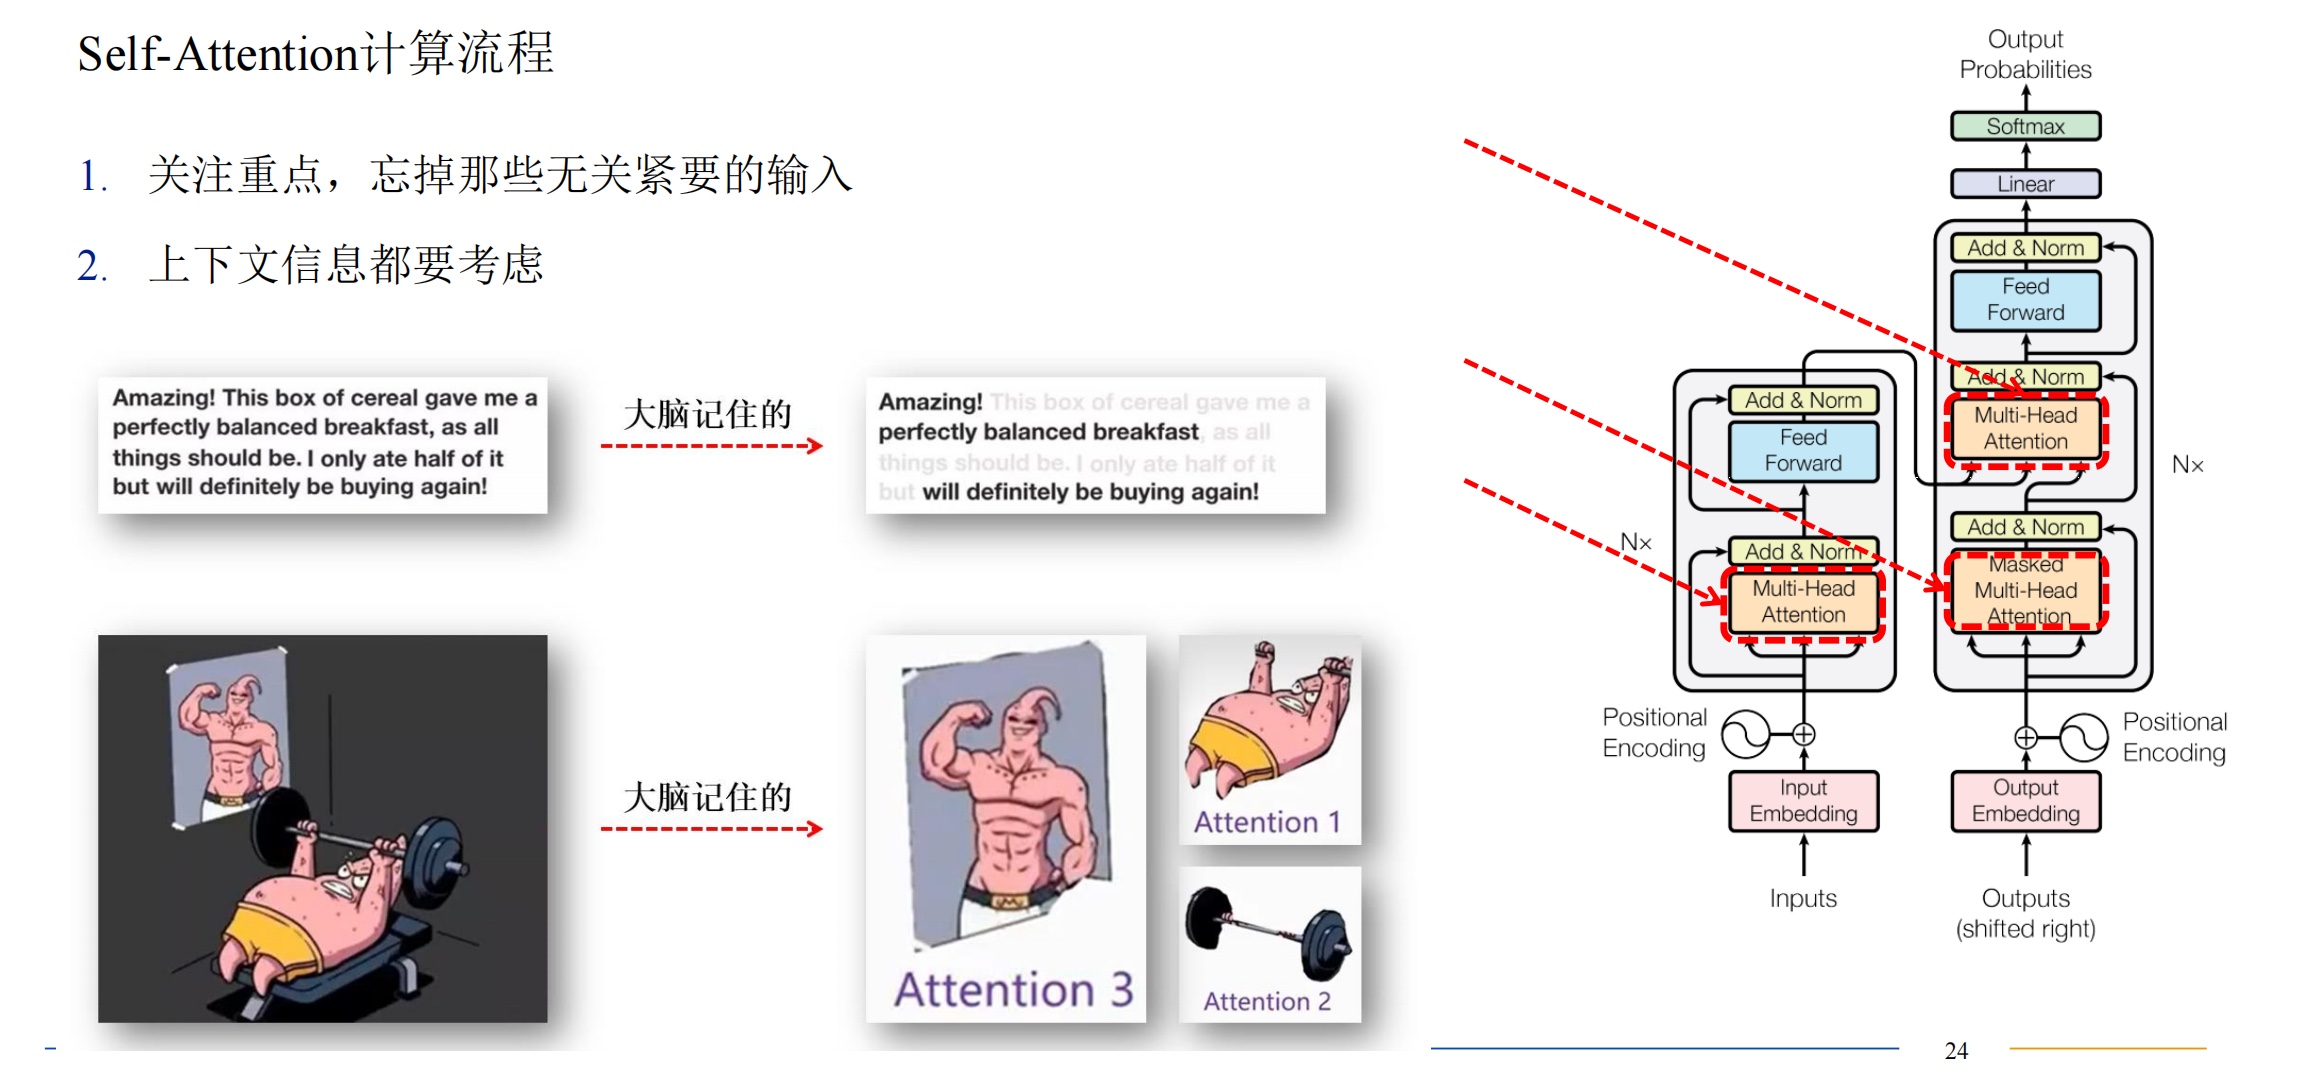 Self-Attention计算流程
1. 关注重点，忘掉那些无关紧要的输入
2. 上下文信息都要考虑
Amazing! This box of cereal gave me a
perfectly balanced breakfast, as all
things should be. I only ate half of it
but will definitely be buying again!
大脑记住的
Amazing! This box of cereal gave me a
perfectly balanced breakfast, as all
things should be. I only ate half of it
but will definitely be buying again!
大脑记住的
Attention 3
Attention 1
Attention 2
Output
Probabilities
Softmax
Linear
Add & Norm
Feed
Forward
Add & Norm
Multi-Head
Attention
Nx
Add & Norm
Masked
Multi-Head
Attention
Add & Norm
Feed
Forward
Nx
Add & Norm
Multi-Head
Attention
Positional
Encoding
Positional
Encoding
Input
Embedding
Output
Embedding
Inputs
Outputs
(shifted right)
24